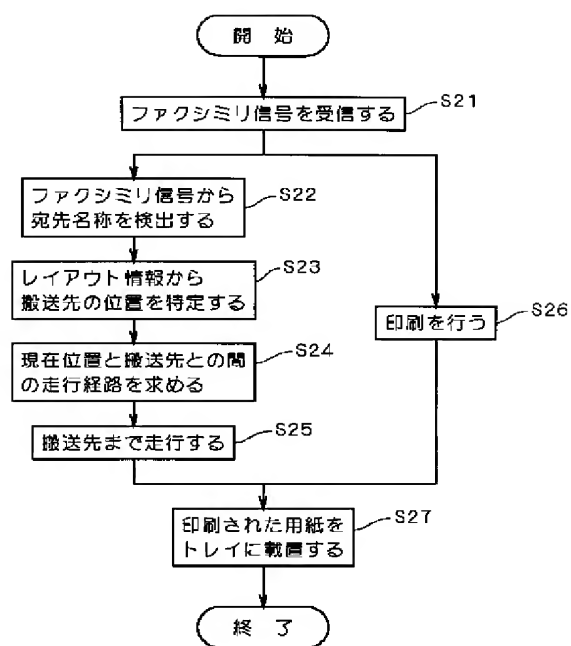 開 始
ファクシミリ信号を受信する
S21
ファクシミリ信号から
宛先名称を検出する
S22
レイアウト情報から
搬送先の位置を特定する
S23
印刷を行う
S26
現在位置と搬送先との間
の走行経路を求める
S24
搬送先まで走行する
S25
印刷された用紙を
トレイに載置する
S27
終 了